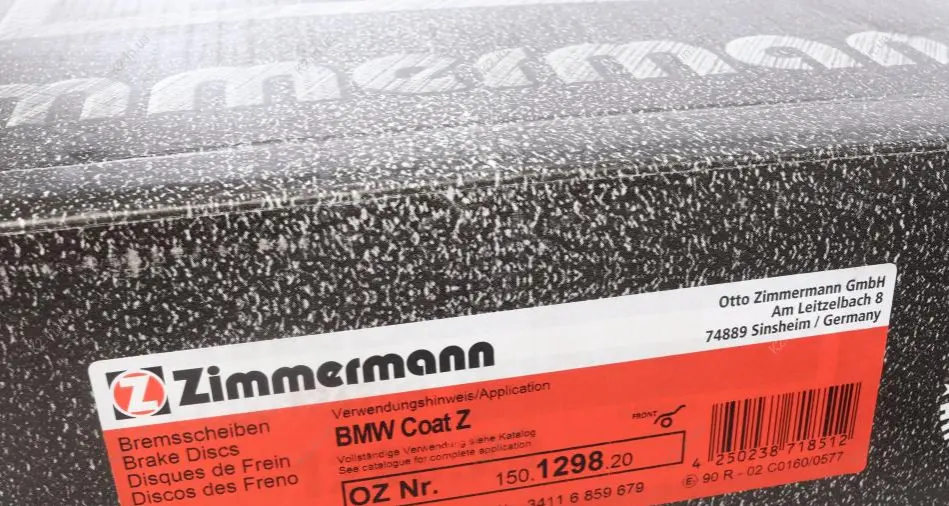 mmerman
Zimmermann
Otto Zimmermann GmbH
Am Leitzelbach 8
74889 Sinsheim / Germany
Bremsscheiben
Brake Discs
Disques de Frein
Discos des Freno
Verwendungshinweis/Application
BMW Coat Z
Vollständige Verwendung siehe Katalog
See catalogue for complete application
FRONT
OZ Nr.
150.1298.20
3411 6 859 679
4 250238 718512
E 90 R - 02 C0160/0577